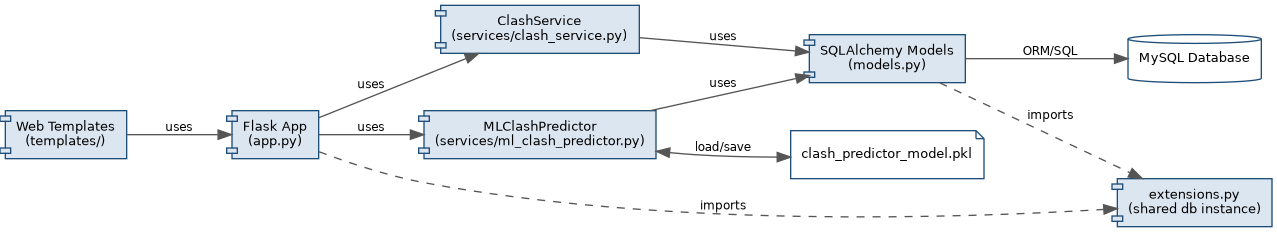 ClashService
(services/clash_service.py)
uses
SQLAlchemy Models
(models.py)
ORM/SQL
MySQL Database
uses
uses
Web Templates
(templates/)
uses
Flask App
(app.py)
uses
MLClashPredictor
(services/ml_clash_predictor.py)
load/save
clash_predictor_model.pkl
imports
imports
extensions.py
(shared db instance)